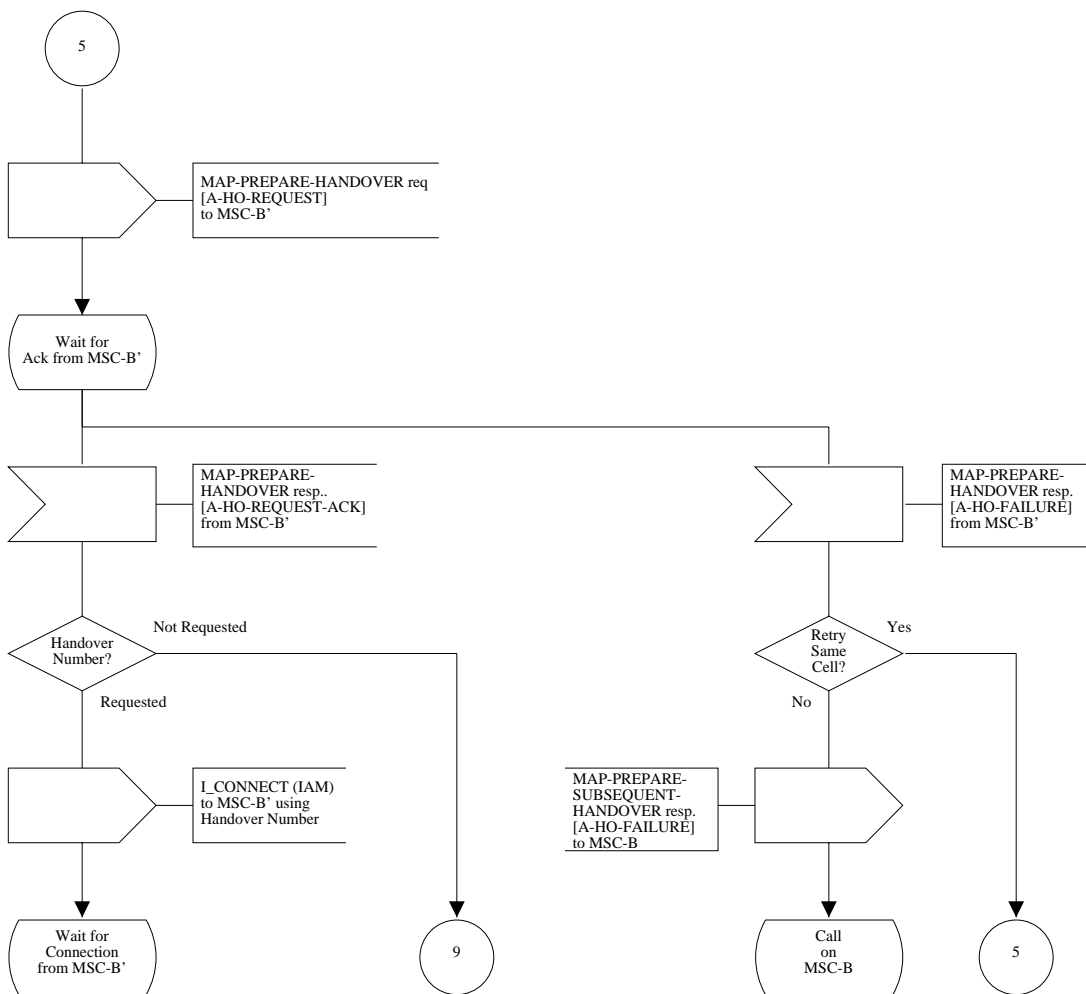 5
MAP-PREPARE-HANDOVER req
[A-HO-REQUEST]
to MSC-B’
Wait for
Ack from MSC-B’
MAP-PREPARE-
HANDOVER resp..
[A-HO-REQUEST-ACK]
from MSC-B’
MAP-PREPARE-
HANDOVER resp.
[A-HO-FAILURE]
from MSC-B’
Handover
Number?
Not Requested
Requested
Retry
Same
Cell?
Yes
No
I_CONNECT (IAM)
to MSC-B’ using
Handover Number
MAP-PREPARE-
SUBSEQUENT-
HANDOVER resp.
[A-HO-FAILURE]
to MSC-B
Wait for
Connection
from MSC-B’
9
Call
on
MSC-B
5